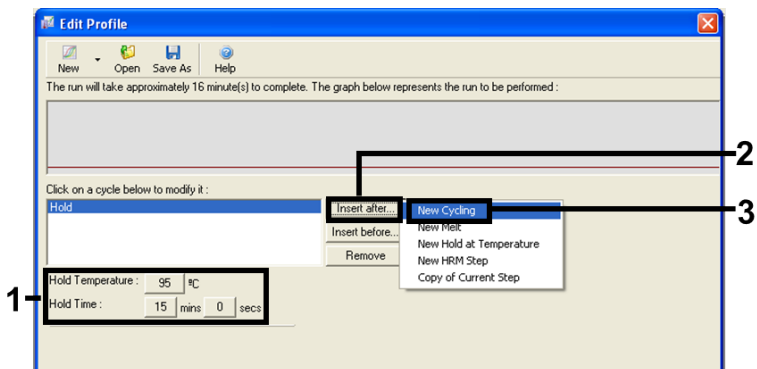 Edit Profile
New Open Save As Help
The run will take approximately 16 minute(s) to complete. The graph below represents the run to be performed :
2
Click on a cycle below to modify it :
Hold
Insert after...
New Cycling
3
Insert before...
New Melt
New Hold at Temperature
Remove
New HRM Step
Copy of Current Step
1
Hold Temperature : 95 ºC
Hold Time : 15 mins 0 secs